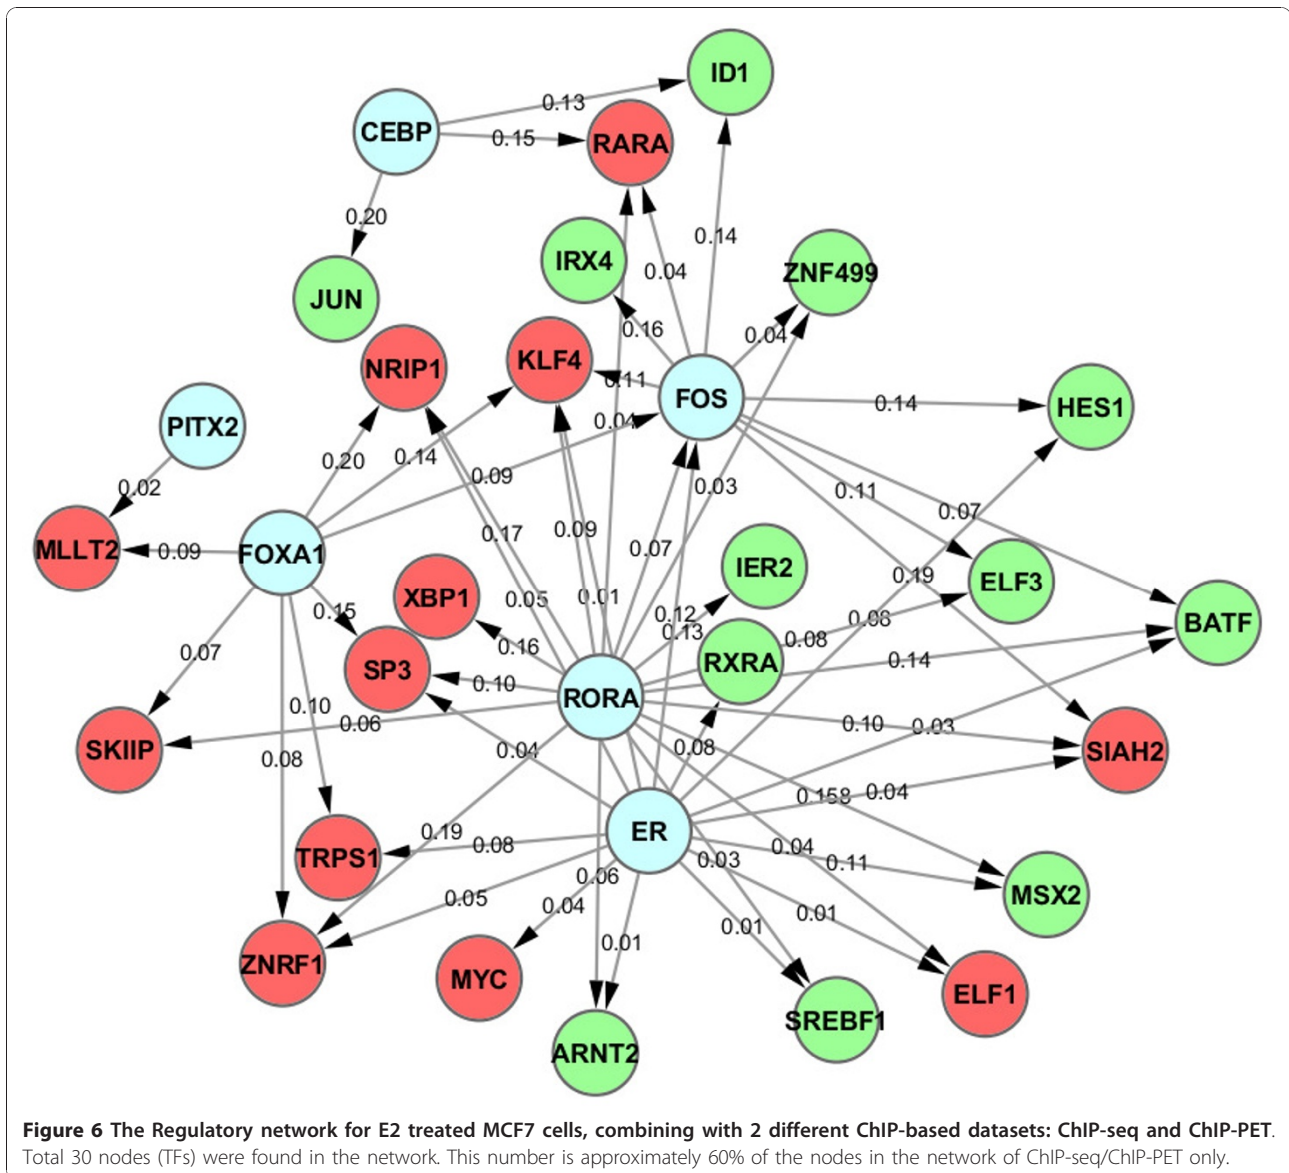 ID1
0.13
CEBP
0.15
RARA
0.20
0.14
IRX4
0.04
ZNF499
JUN
0.16
0.04
NRIP1
KLF4
0.11
FOS
0.14
HES1
PITX2
0.04
0.20
0.14
0.09
0.03
0.11
0.02
0.07
MLLT2
0.09
FOXA1
0.17
0.09
0.07
IER2
0.19
ELF3
XBP1
0.05
0.01
0.15
0.12
0.13
0.08
0.08
BATF
0.07
SP3
0.16
RXRA
0.14
0.10
RORA
0.10
0.06
0.10
0.03
SKIIP
0.08
0.04
0.08
SIAH2
0.158
0.04
ER
0.19
0.08
0.03
0.04
0.11
TRPS1
0.06
MSX2
0.05
0.04
0.01
0.01
0.01
ZNRF1
MYC
ELF1
SREBF1
ARNT2
Figure 6 The Regulatory network for E2 treated MCF7 cells, combining with 2 different ChIP-based datasets: ChIP-seq and ChIP-PET.
Total 30 nodes (TFs) were found in the network. This number is approximately 60% of the nodes in the network of ChIP-seq/ChIP-PET only.